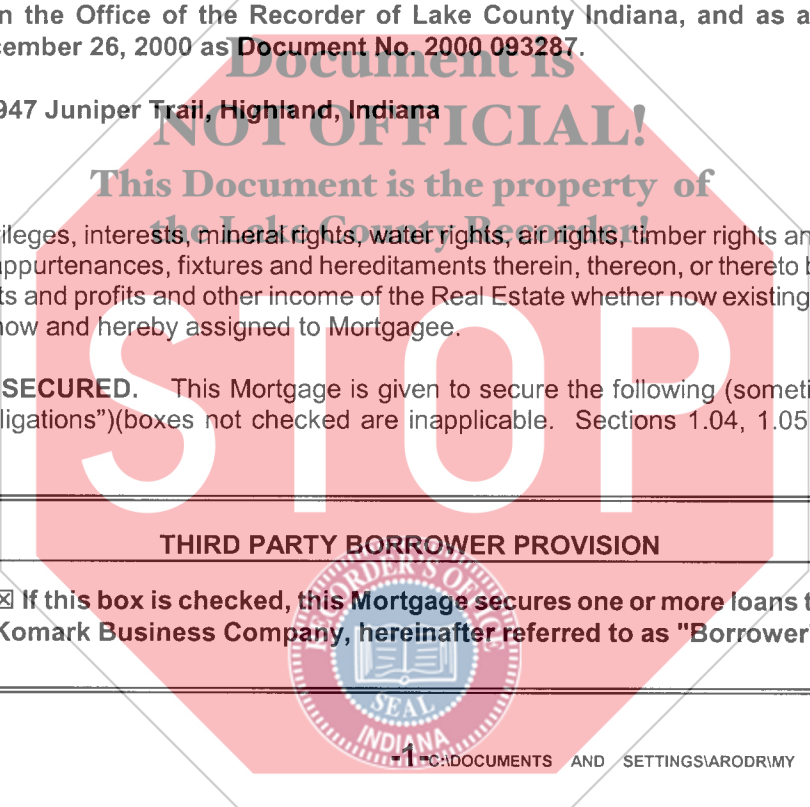 n the Office of the Recorder of Lake County Indiana, and as a
cember 26, 2000 as Document No. 2000 093287.
Document is
947 Juniper Trail, Highland, Indiana
NOT OFFICIAL!
This Document is the property of
the Lake County Recorder!
ileges, interests, mineral rights, water rights, air rights, timber rights an
appurtenances, fixtures and hereditaments therein, thereon, or thereto b
ts and profits and other income of the Real Estate whether now existing
now and hereby assigned to Mortgagee.
STOP
SECURED. This Mortgage is given to secure the following (someti
ligations”)(boxes not checked are inapplicable. Sections 1.04, 1.05
THIRD PARTY BORROWER PROVISION
☒ If this box is checked, this Mortgage secures one or more loans t
Komark Business Company, hereinafter referred to as "Borrower"
RECORDER'S OFFICE
SEAL
INDIANA
-1-C:\DOCUMENTS AND SETTINGS\ARODR\MY